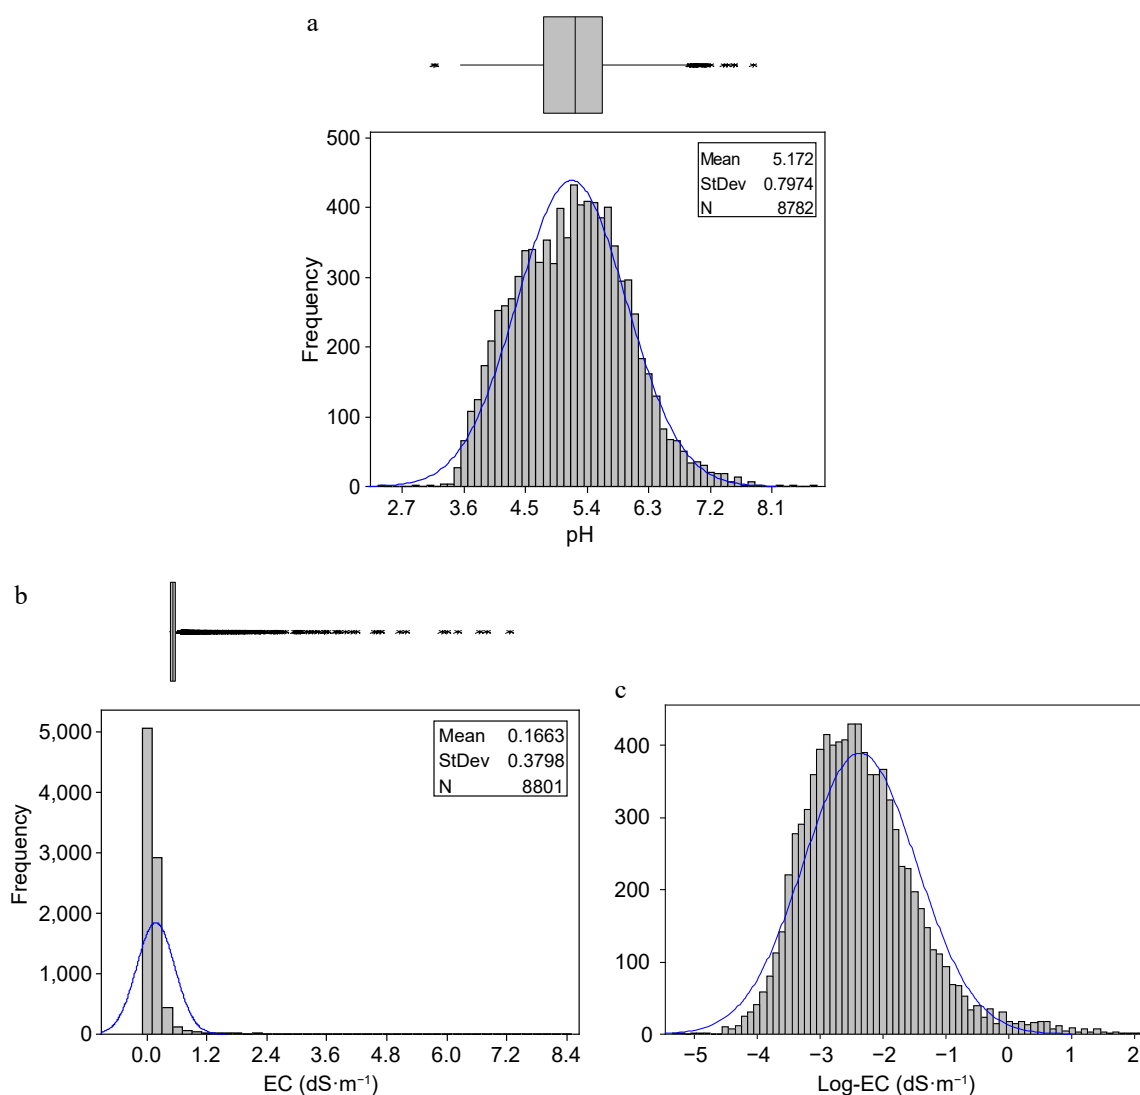 a
500
400
300
200
100
0
Frequency
Mean 5.172
StDev 0.7974
N 8782
2.7 3.6 4.5 5.4 6.3 7.2 8.1
pH
b
5,000
4,000
3,000
2,000
1,000
0
Frequency
Mean 0.1663
StDev 0.3798
N 8801
0.0 1.2 2.4 3.6 4.8 6.0 7.2 8.4
EC (dS·m⁻¹)
c
400
300
200
100
0
−5 −4 −3 −2 −1 0 1 2
Log-EC (dS·m⁻¹)